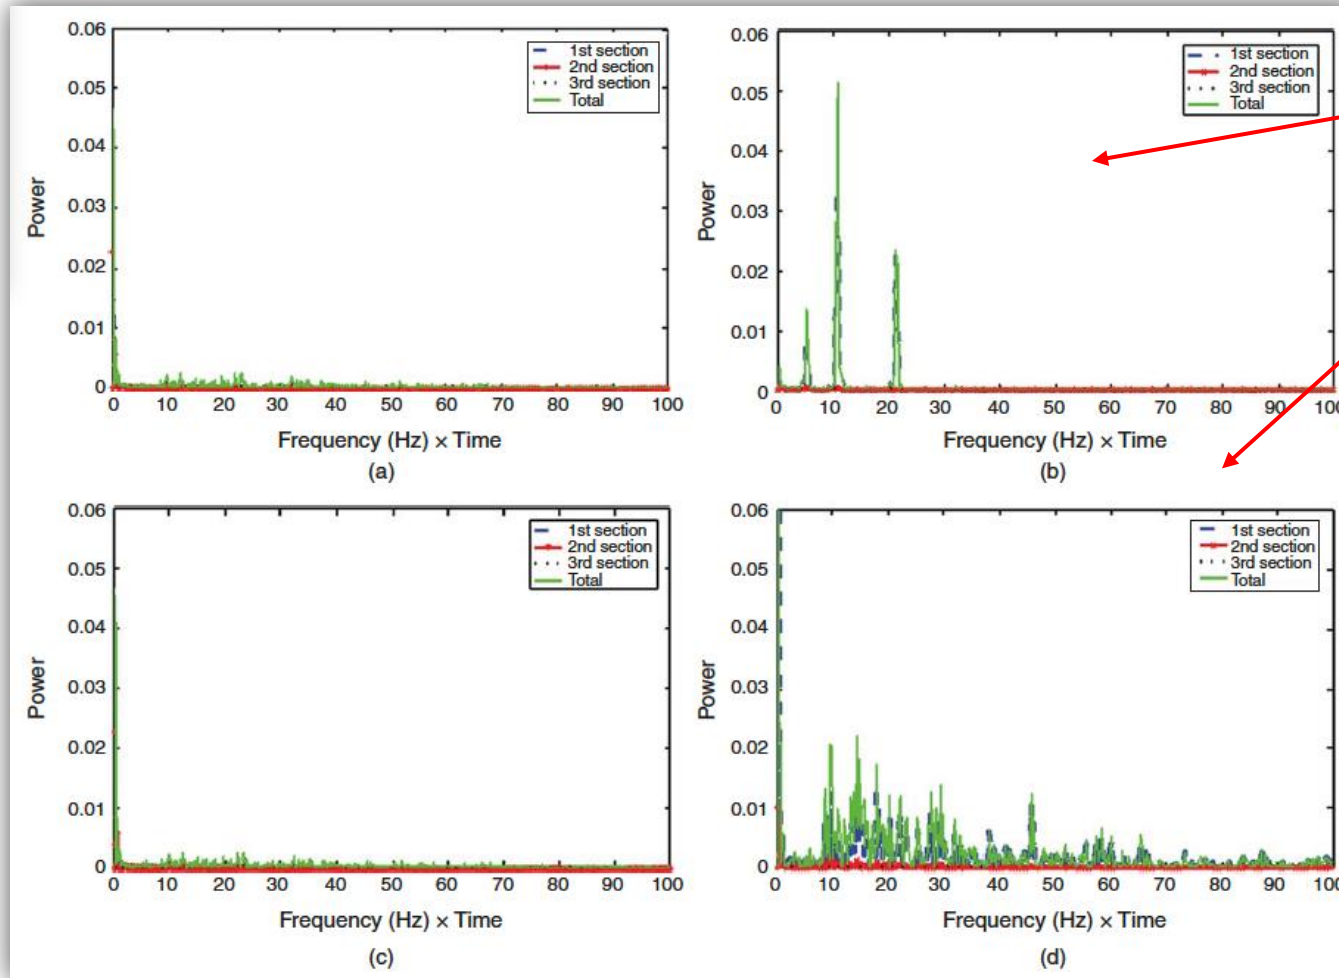 0.06
0.05
0.04
0.03
0.02
0.01
0
Power
1st section
2nd section
3rd section
Total
0 10 20 30 40 50 60 70 80 90 100
Frequency (Hz) × Time
(a)
0.06
0.05
0.04
0.03
0.02
0.01
0
Power
1st section
2nd section
3rd section
Total
0 10 20 30 40 50 60 70 80 90 100
Frequency (Hz) × Time
(b)
0.06
0.05
0.04
0.03
0.02
0.01
0
Power
1st section
2nd section
3rd section
Total
0 10 20 30 40 50 60 70 80 90 100
Frequency (Hz) × Time
(c)
0.06
0.05
0.04
0.03
0.02
0.01
0
Power
1st section
2nd section
3rd section
Total
0 10 20 30 40 50 60 70 80 90 100
Frequency (Hz) × Time
(d)